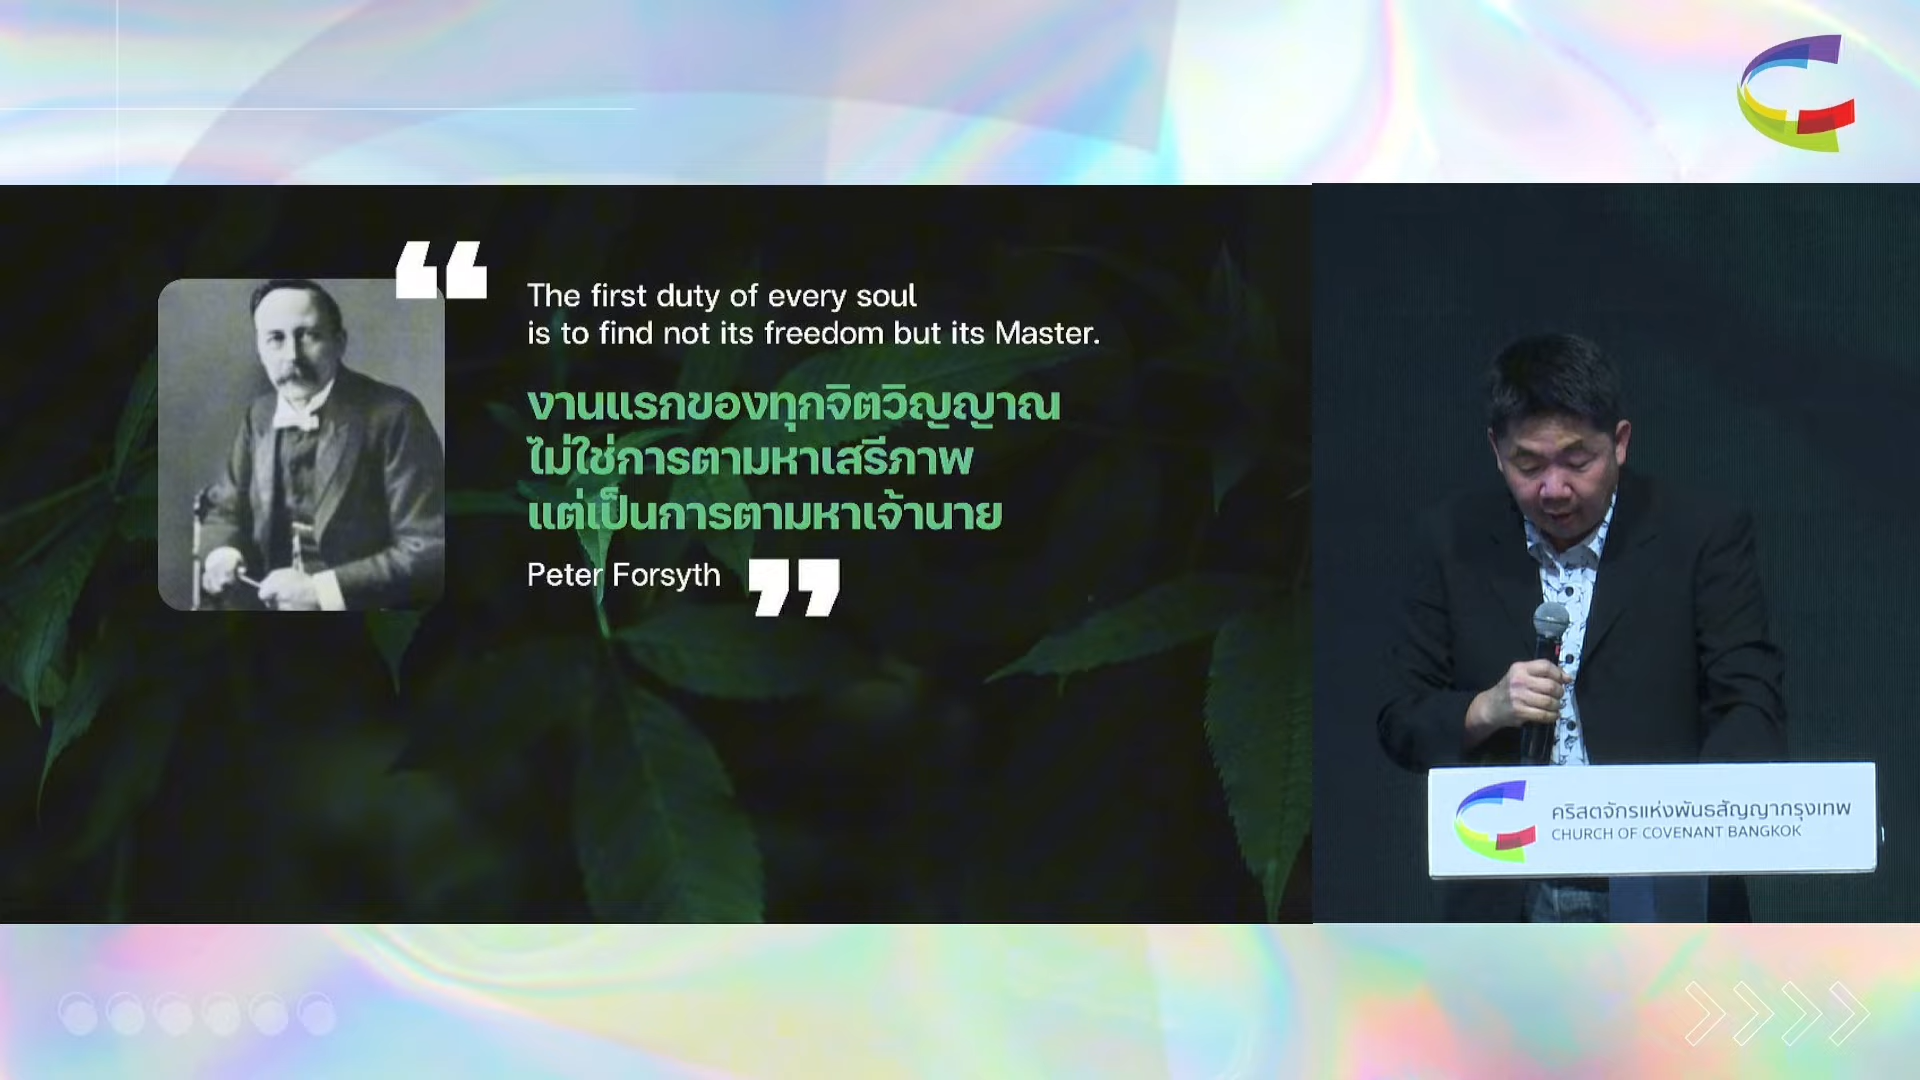 The first duty of every soul
is to find not its freedom but its Master.
งานแรกของทุกจิตวิญญาณ
ไม่ใช่การตามหาเสรีภาพ
แต่เป็นการตามหาเจ้านาย
Peter Forsyth
คริสตจักรแห่งพันธสัญญากรุงเทพ
CHURCH OF COVENANT BANGKOK